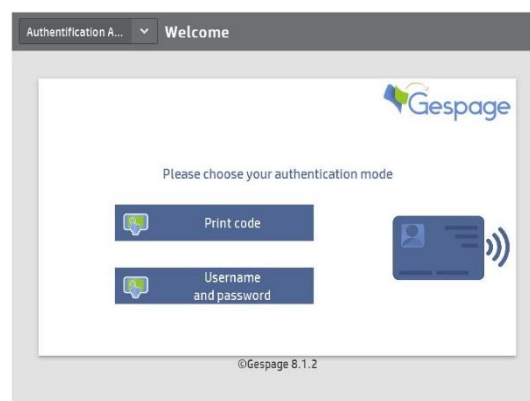 Authentification A...
Welcome
Gespage
Please choose your authentication mode
Print code
Username
and password
©Gespage 8.1.2